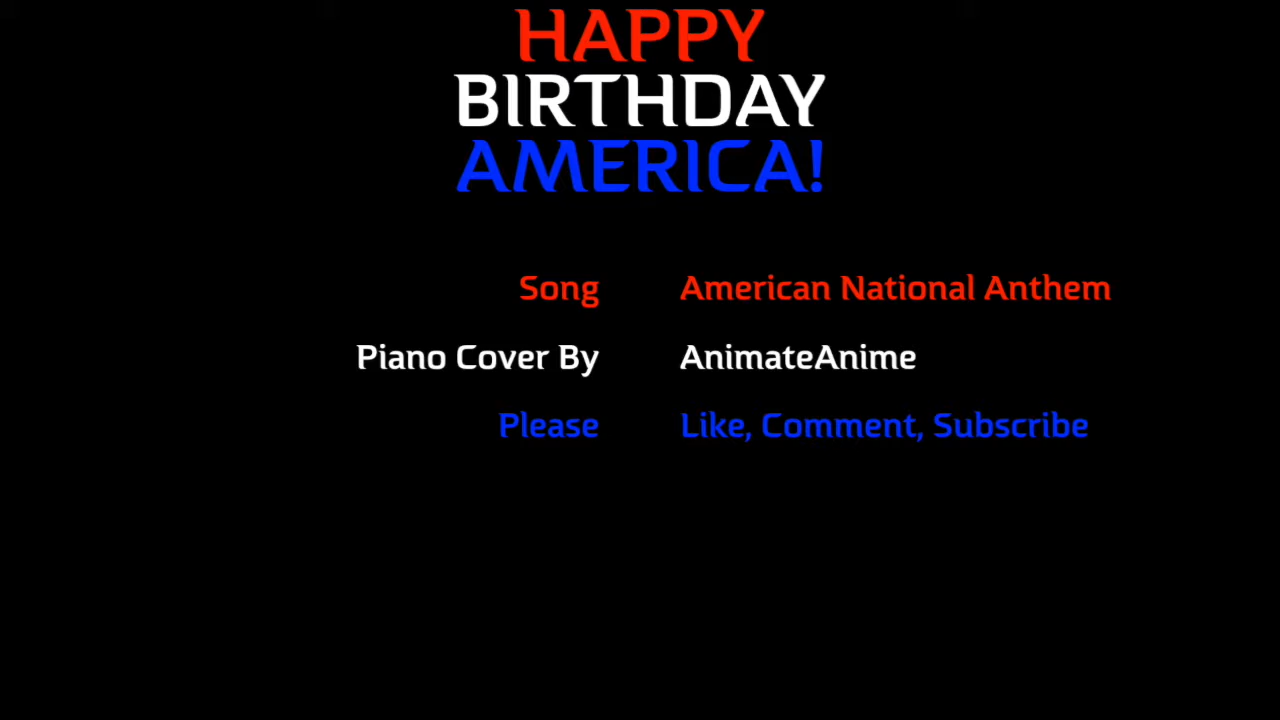 HAPPY
BIRTHDAY
AMERICA!
Song American National Anthem
Piano Cover By AnimateAnime
Please Like, Comment, Subscribe